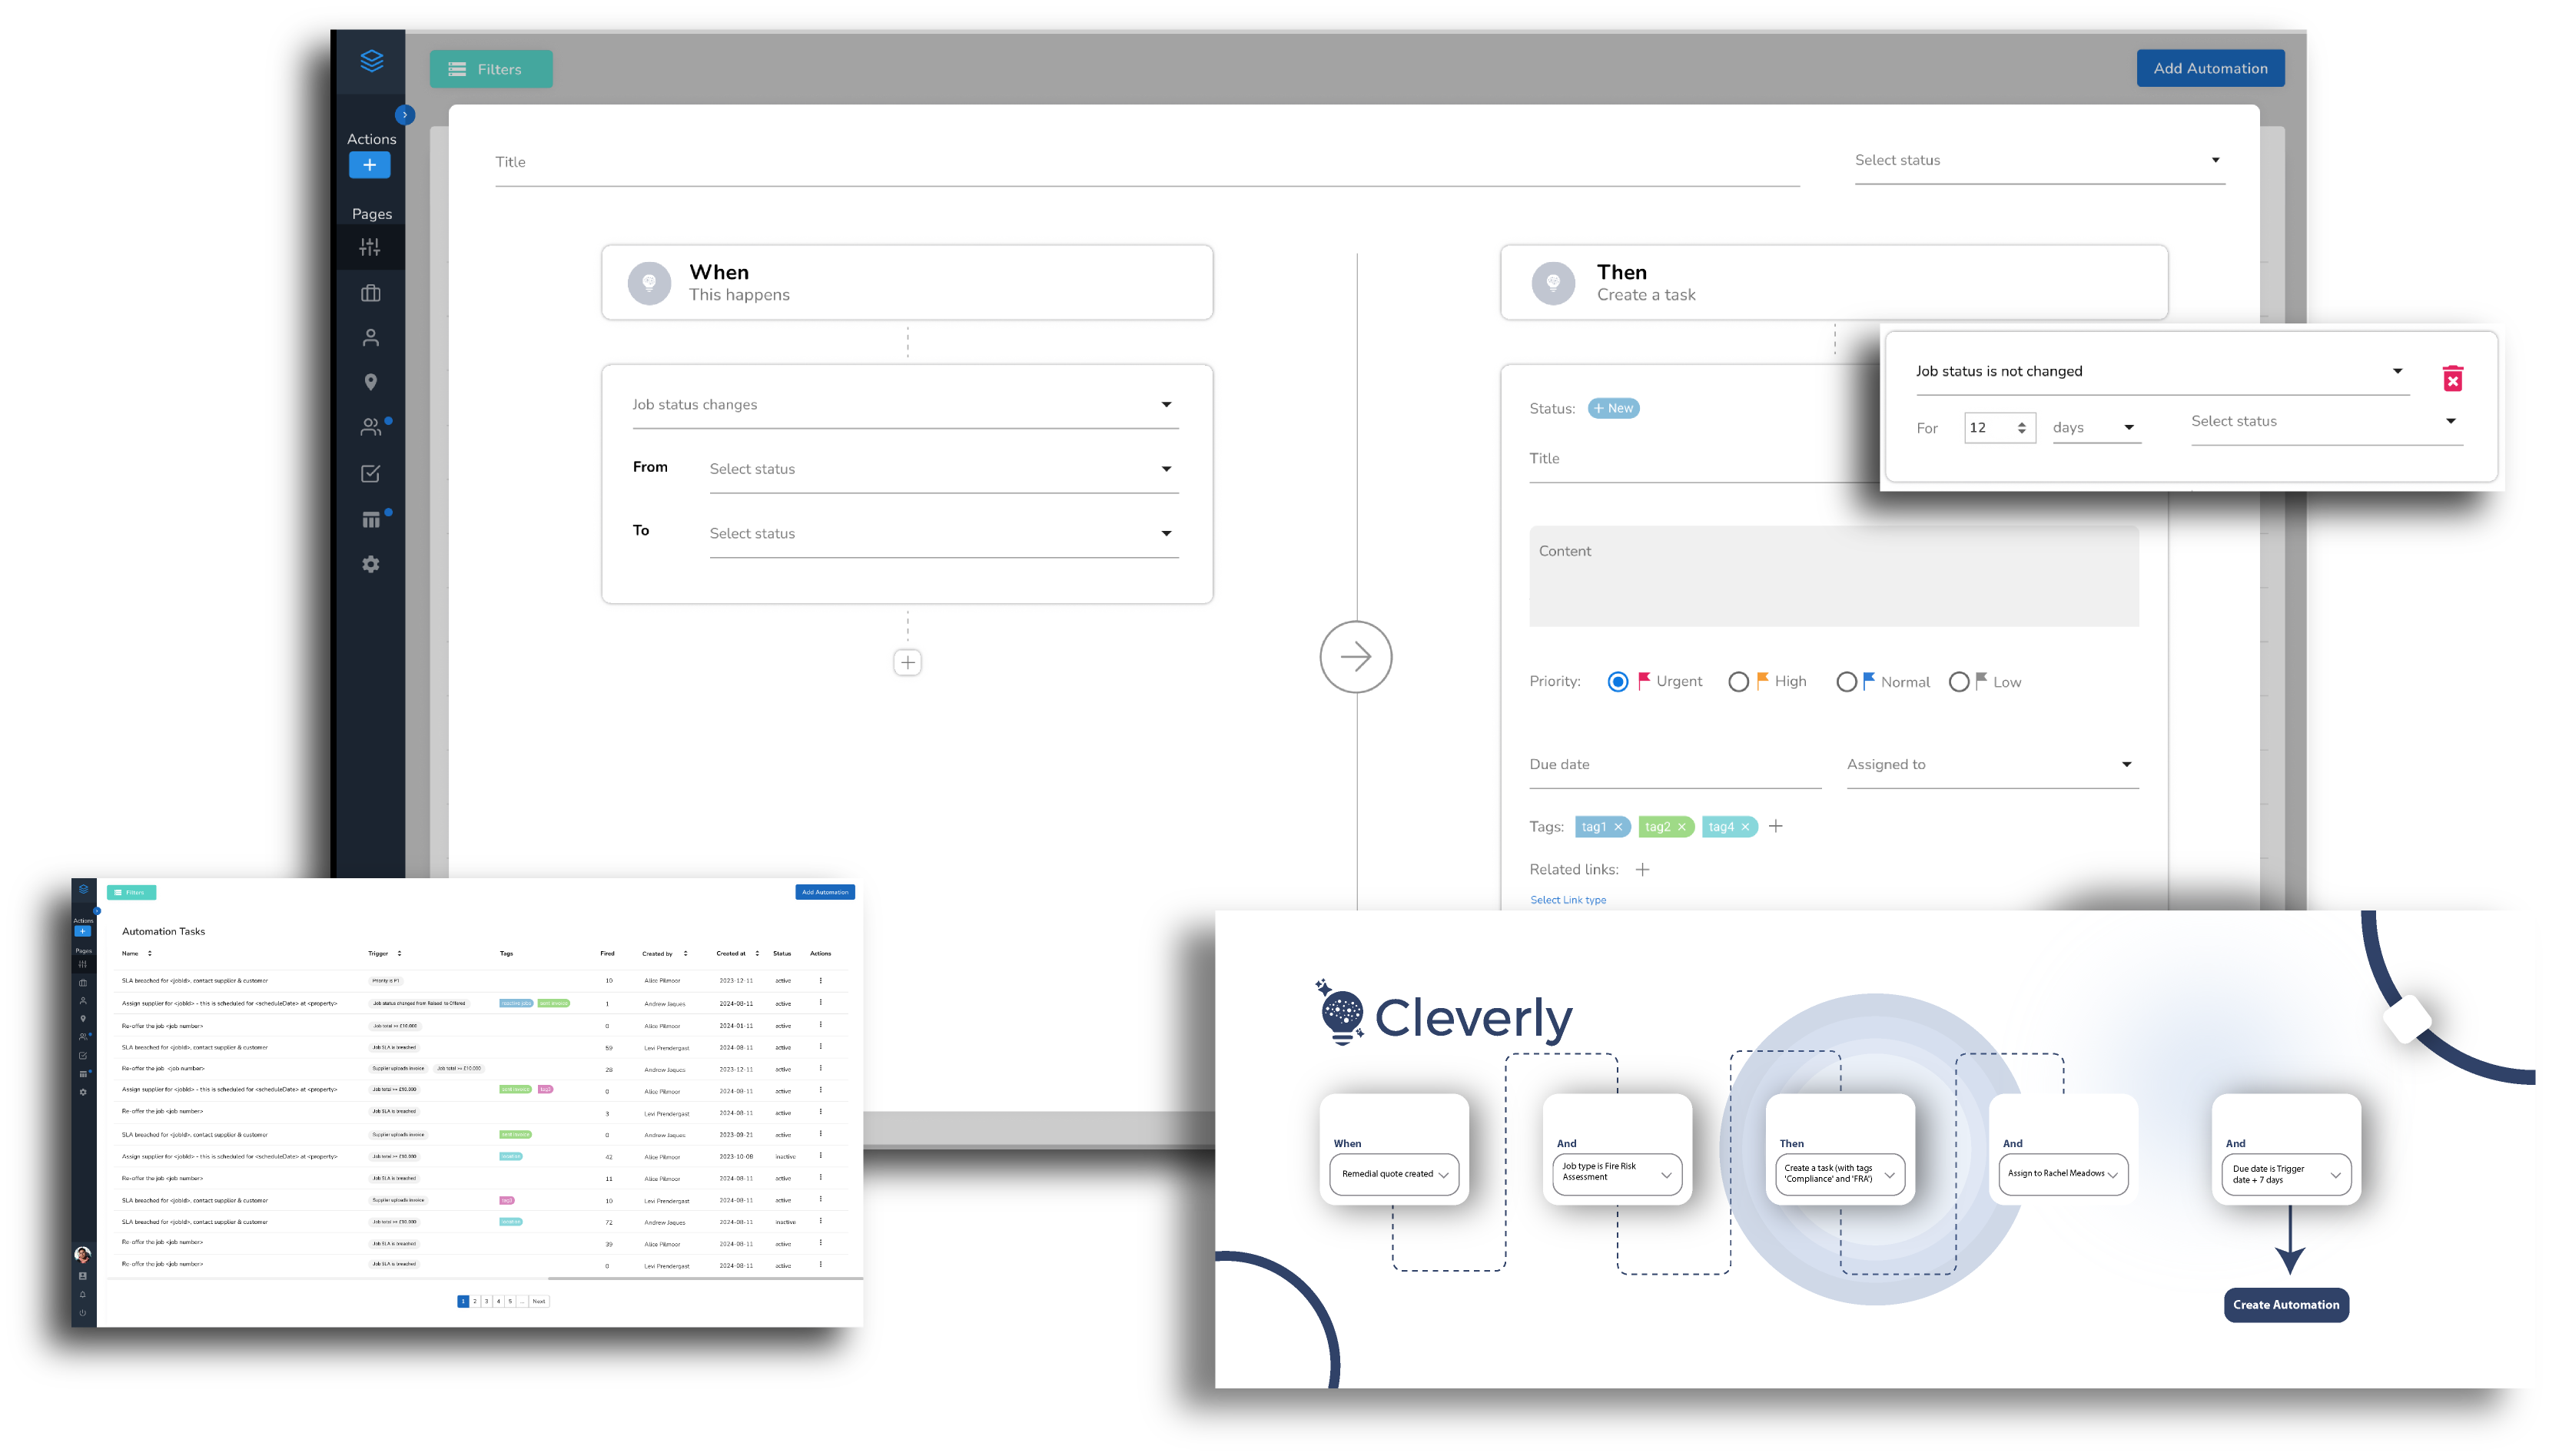 Filters
Add Automation
Actions
Pages
Title
Select status
When
This happens
Then
Create a task
Job status changes
From Select status
To Select status
Status: + New
Title
Content
Priority: Urgent High Normal Low
Due date
Assigned to
Tags: tag1 × tag2 × tag4 ×
Related links:
Select Link type
Job status is not changed
For 12 days Select status
Filters
Add Automation
Actions
Pages
Automation Tasks
Name Trigger Tags Fired Created by Created at Status Actions
SLA breached for <jobId>, contact supplier & customer Priority is P1 10 Alice Pilmoor 2023-12-11 active
Assign supplier for <jobId> - this is scheduled for <scheduleDate> at <property> Job status changed from Raised to Offered reactive jobs 1 Andrew Jaques 2024-08-11 active
Re-offer the job <job number> Job total >= £10.000 0 Alice Pilmoor 2024-01-11 active
SLA breached for <jobId>, contact supplier & customer Job SLA is breached 59 Levi Prendergast 2024-08-11 active
Re-offer the job <job number> Supplier uploads invoice Job total >= £10.000 28 Andrew Jaques 2023-12-11 active
Assign supplier for <jobId> - this is scheduled for <scheduleDate> at <property> Job total >= £50.000 tag3 0 Alice Pilmoor 2024-08-11 active
Re-offer the job <job number> Job SLA is breached 3 Levi Prendergast 2024-08-11 active
SLA breached for <jobId>, contact supplier & customer Supplier uploads invoice 0 Andrew Jaques 2023-09-21 active
Assign supplier for <jobId> - this is scheduled for <scheduleDate> at <property> Job total >= £50.000 42 Alice Pilmoor 2023-10-08 inactive
Re-offer the job <job number> Job SLA is breached 11 Alice Pilmoor 2024-08-11 active
SLA breached for <jobId>, contact supplier & customer Supplier uploads invoice tag3 10 Levi Prendergast 2024-08-11 active
SLA breached for <jobId>, contact supplier & customer Job total >= £50.000 72 Andrew Jaques 2024-08-11 inactive
Re-offer the job <job number> Job SLA is breached 39 Alice Pilmoor 2024-08-11 active
Re-offer the job <job number> Job SLA is breached 0 Levi Prendergast 2024-08-11 active
1 2 3 4 5 ... Next
Cleverly
When
Remedial quote created
And
Job type is Fire Risk
Assessment
Then
Create a task (with tags
'Compliance' and 'FRA')
And
Assign to Rachel Meadows
And
Due date is Trigger
date + 7 days
Create Automation